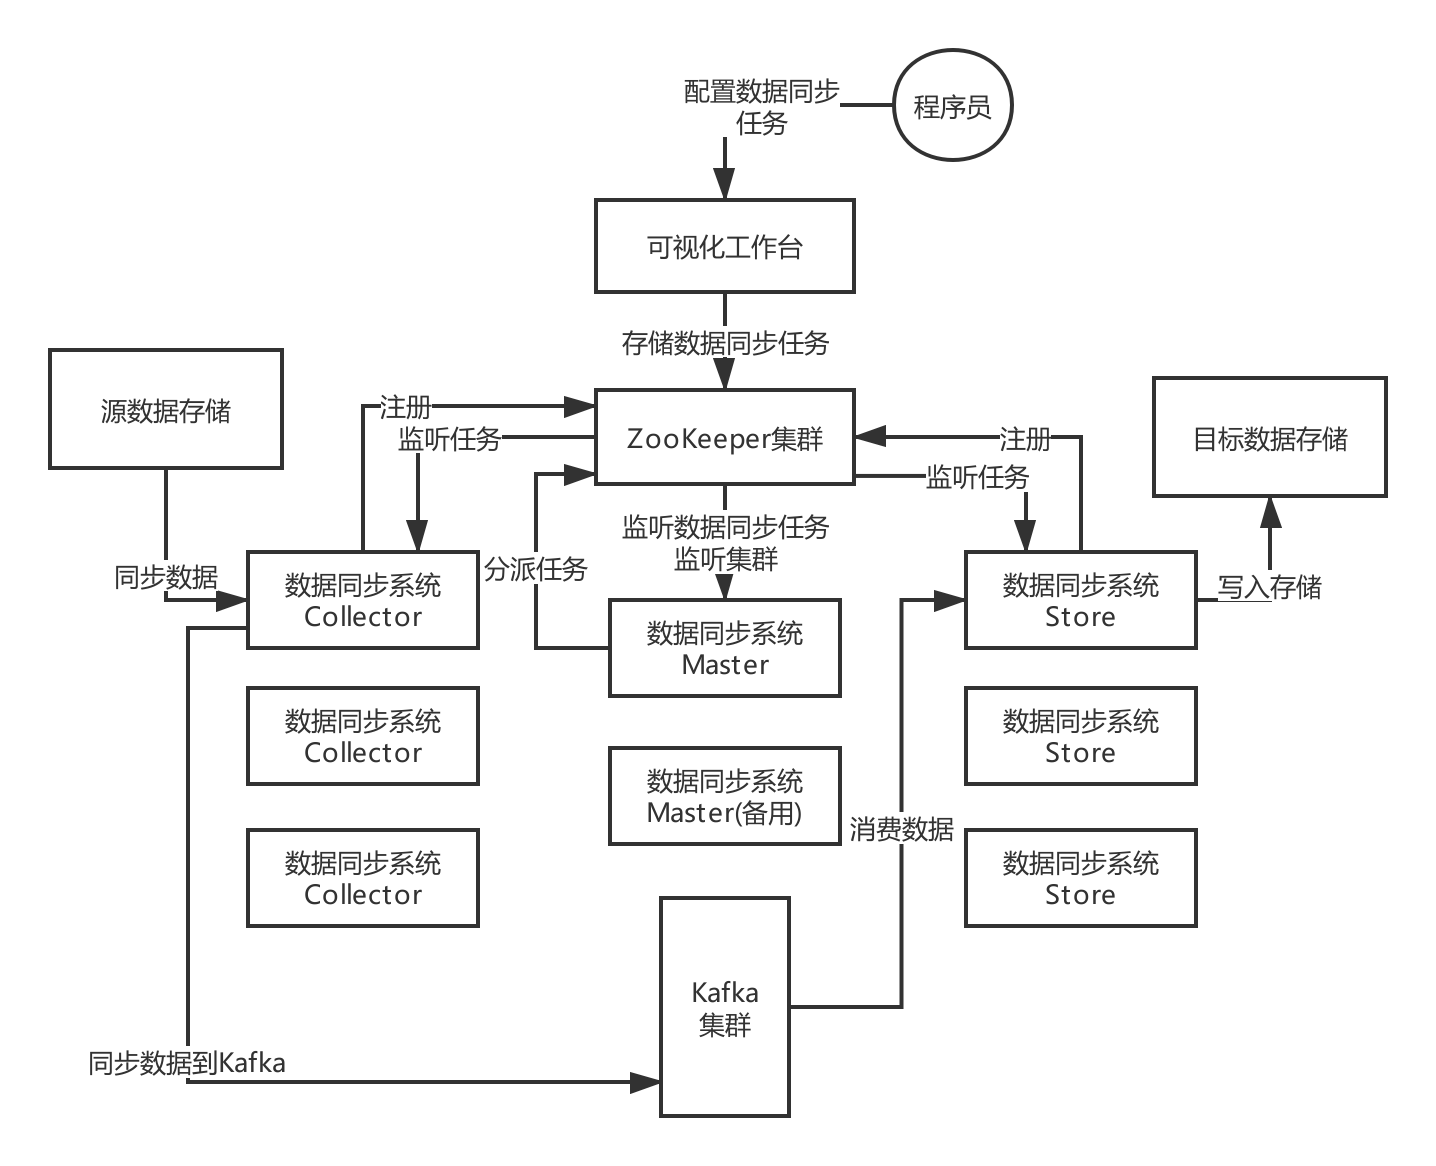 配置数据同步
任务
程序员
可视化工作台
存储数据同步任务
源数据存储
注册
监听任务
ZooKeeper集群
注册
监听任务
目标数据存储
监听数据同步任务
监听集群
分派任务
同步数据
数据同步系统
Collector
数据同步系统
Master
数据同步系统
Store
写入存储
数据同步系统
Collector
数据同步系统
Master(备用)
数据同步系统
Store
消费数据
数据同步系统
Collector
数据同步系统
Store
Kafka
集群
同步数据到Kafka